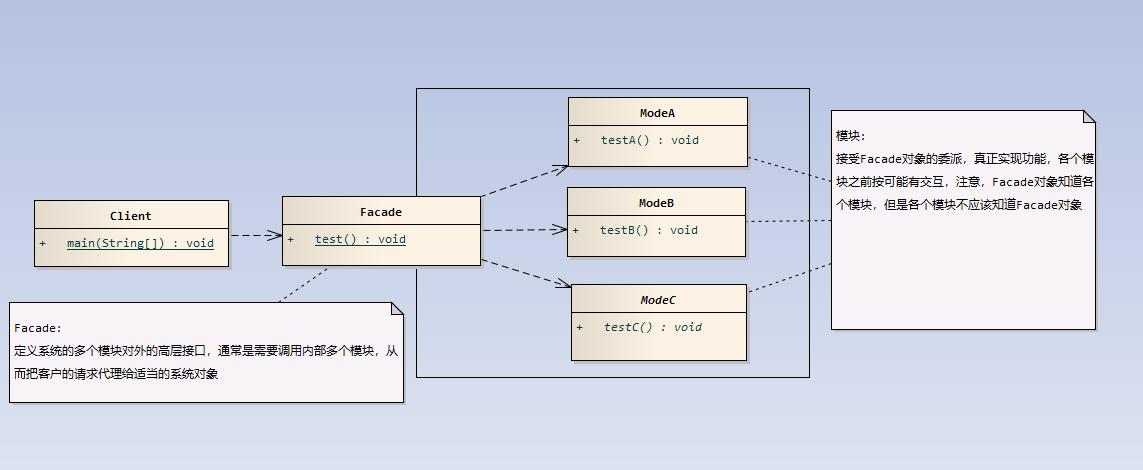 ModeA
+ testA() : void
ModeB
+ testB() : void
ModeC
+ testC() : void
Client
+ main(String[]) : void
Facade
+ test() : void
模块:
接受Facade对象的委派，真正实现功能，各个模
块之前按可能有交互，注意，Facade对象知道各
个模块，但是各个模块不应该知道Facade对象
Facade:
定义系统的多个模块对外的高层接口，通常是需要调用内部多个模块，从
而把客户的请求代理给适当的系统对象